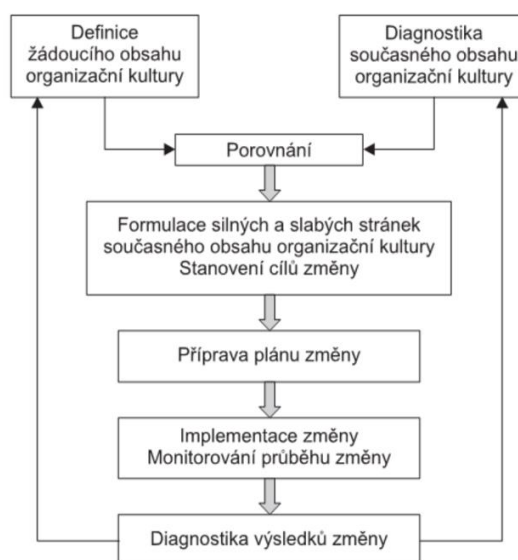 Definice
žádoucího obsahu
organizační kultury
Diagnostika
současného obsahu
organizační kultury
Porovnání
Formulace silných a slabých stránek
současného obsahu organizační kultury
Stanovení cílů změny
Příprava plánu změny
Implementace změny
Monitorování průběhu změny
Diagnostika výsledků změny